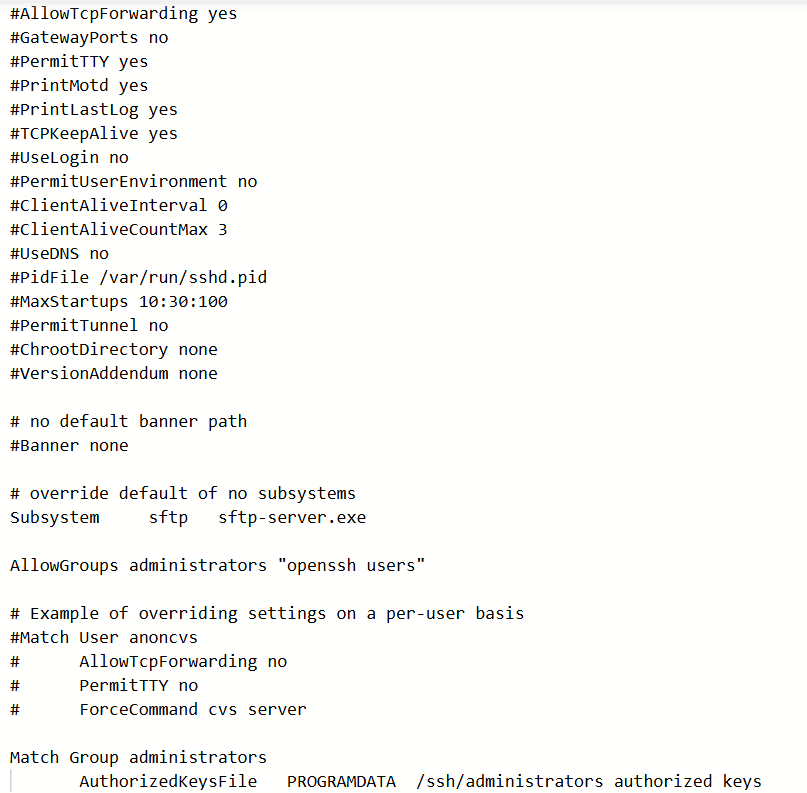 #AllowTcpForwarding yes
#GatewayPorts no
#PermitTTY yes
#PrintMotd yes
#PrintLastLog yes
#TCPKeepAlive yes
#UseLogin no
#PermitUserEnvironment no
#ClientAliveInterval 0
#ClientAliveCountMax 3
#UseDNS no
#PidFile /var/run/sshd.pid
#MaxStartups 10:30:100
#PermitTunnel no
#ChrootDirectory none
#VersionAddendum none

# no default banner path
#Banner none

# override default of no subsystems
Subsystem     sftp   sftp-server.exe

AllowGroups administrators "openssh users"

# Example of overriding settings on a per-user basis
#Match User anoncvs
#      AllowTcpForwarding no
#      PermitTTY no
#      ForceCommand cvs server

Match Group administrators
       AuthorizedKeysFile   PROGRAMDATA  /ssh/administrators authorized keys